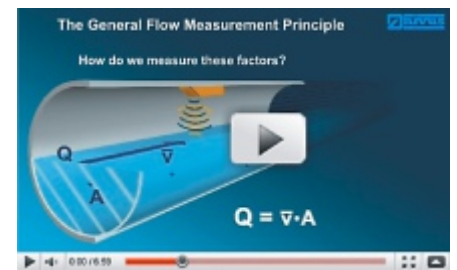 The General Flow Measurement Principle
How do we measure these factors?
Q
v̅
A
Q = v̅·A
0:00 / 6:59